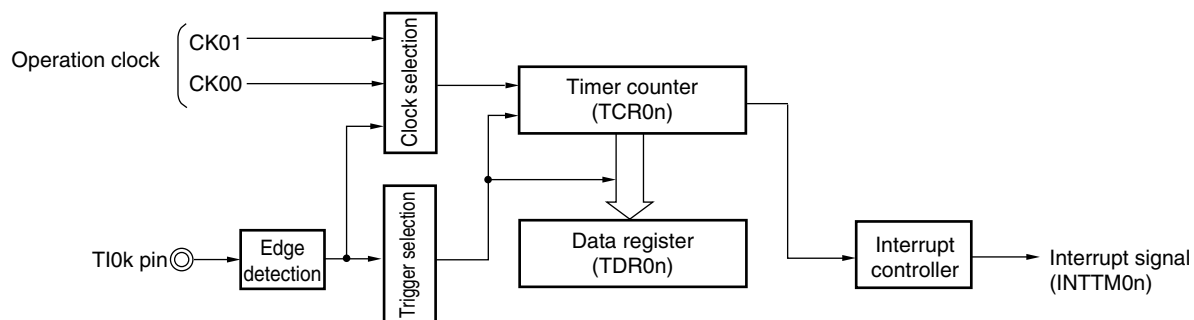 Operation clock
CK01
CK00
Clock selection
Timer counter
(TCR0n)
TI0k pin
Edge
detection
Trigger selection
Data register
(TDR0n)
Interrupt
controller
Interrupt signal
(INTTM0n)